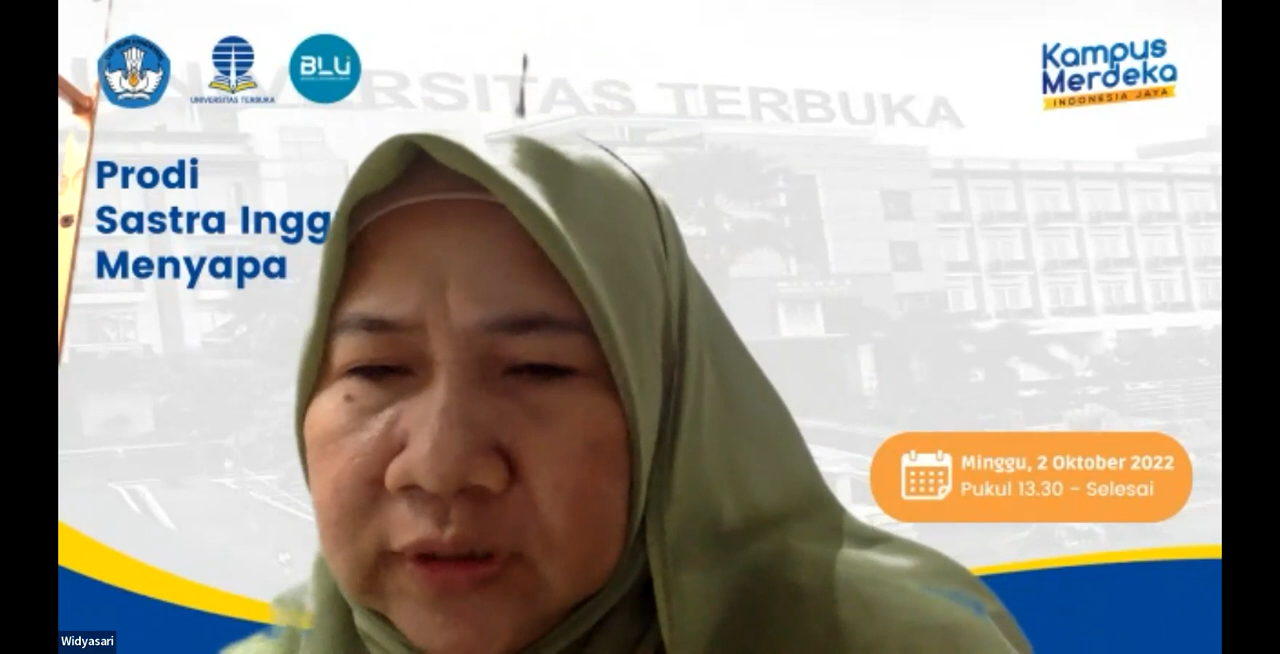 UNIVERSITAS TERBUKA
BLU
UNIVERSITAS TERBUKA
Kampus
Merdeka
INDONESIA JAYA
Prodi
Sastra Ingg
Menyapa
Minggu, 2 Oktober 2022
Pukul 13.30 – Selesai
Widyasari